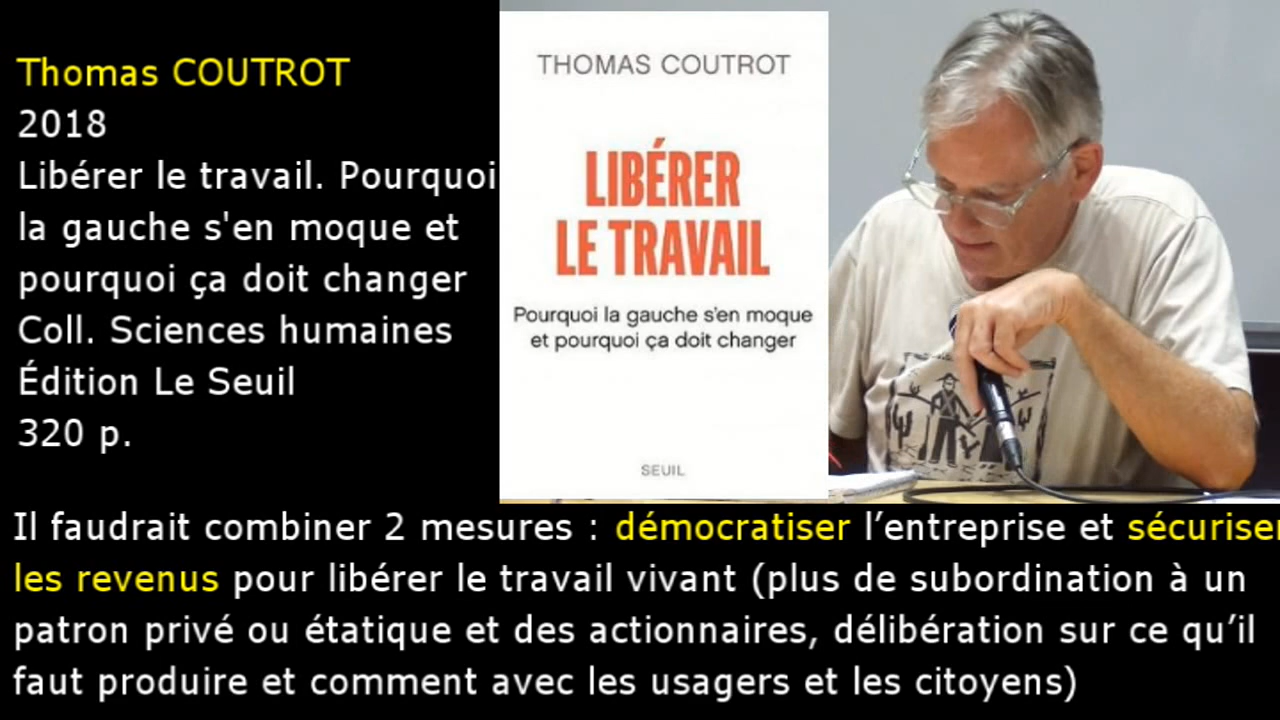 Thomas COUTROT
2018
Libérer le travail. Pourquoi
la gauche s'en moque et
pourquoi ça doit changer
Coll. Sciences humaines
Édition Le Seuil
320 p.
THOMAS COUTROT
LIBÉRER
LE TRAVAIL
Pourquoi la gauche s'en moque
et pourquoi ça doit changer
SEUIL
Il faudrait combiner 2 mesures : démocratiser l’entreprise et sécuriser
les revenus pour libérer le travail vivant (plus de subordination à un
patron privé ou étatique et des actionnaires, délibération sur ce qu’il
faut produire et comment avec les usagers et les citoyens)